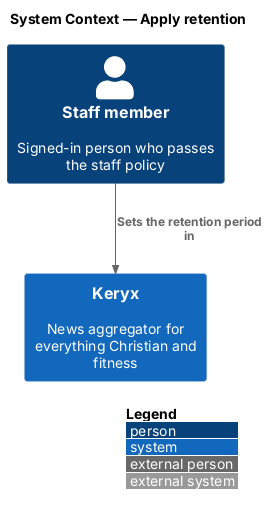 System Context — Apply retention
Staff member
Signed-in person who passes
the staff policy
Sets the retention period
in
Keryx
News aggregator for
everything Christian and
fitness
Legend
person
system
external person
external system